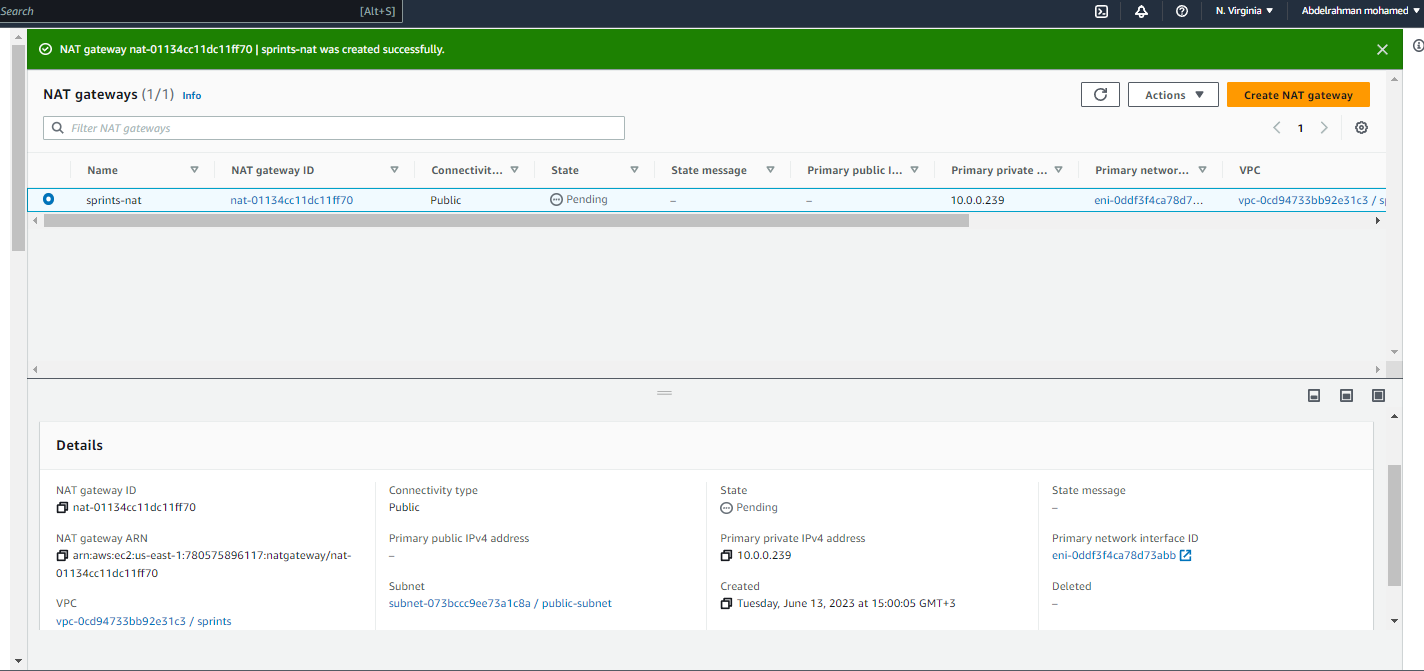 Search [Alt+S] N. Virginia Abdelrahman mohamed
NAT gateway nat-01134cc11dc11ff70 | sprints-nat was created successfully.
NAT gateways (1/1) Info
Actions
Create NAT gateway
Filter NAT gateways
1
Name NAT gateway ID Connectivit... State State message Primary public I... Primary private ... Primary networ... VPC
sprints-nat nat-01134cc11dc11ff70 Public Pending – – 10.0.0.239 eni-0ddf3f4ca78d7... vpc-0cd94733bb92e31c3 / sp
Details
NAT gateway ID
nat-01134cc11dc11ff70
NAT gateway ARN
arn:aws:ec2:us-east-1:780575896117:natgateway/nat-
01134cc11dc11ff70
VPC
vpc-0cd94733bb92e31c3 / sprints
Connectivity type
Public
Primary public IPv4 address
–
Subnet
subnet-073bccc9ee73a1c8a / public-subnet
State
Pending
Primary private IPv4 address
10.0.0.239
Created
Tuesday, June 13, 2023 at 15:00:05 GMT+3
State message
–
Primary network interface ID
eni-0ddf3f4ca78d73abb
Deleted
–